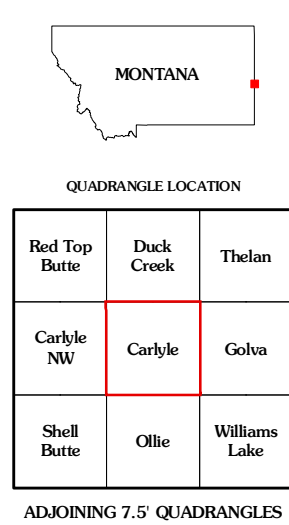 MONTANA
QUADRANGLE LOCATION
Red Top
Butte
Duck
Creek
Thelan
Carlyle
NW
Carlyle
Golva
Shell
Butte
Ollie
Williams
Lake
ADJOINING 7.5' QUADRANGLES